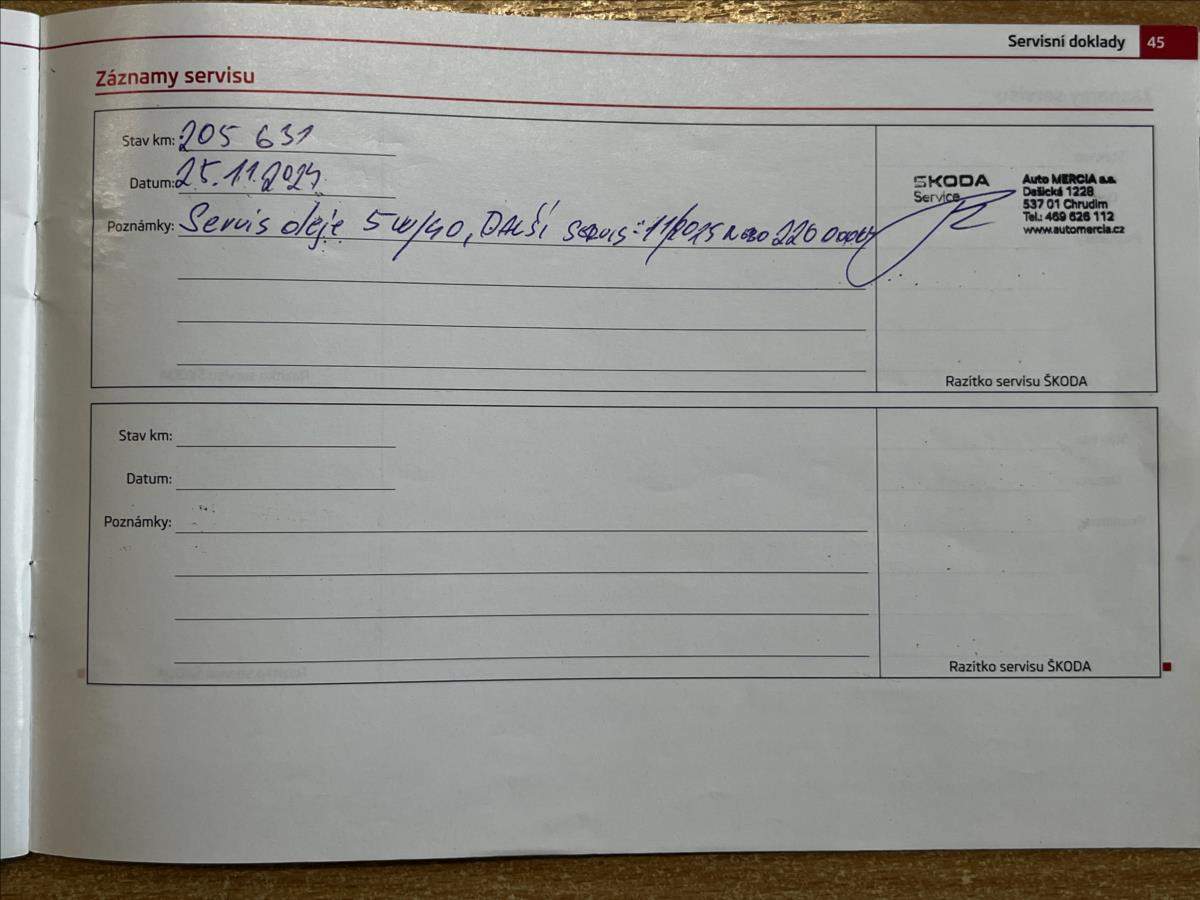 Servisní doklady 45
Záznamy servisu
Stav km: 205 631
Datum: 25.11.2024
Poznámky: Servis oleje 5W/40, DALŠÍ servis: 11/2025 Nebo 220 000
ŠKODA
Service
Auto MERCIA a.s.
Dašická 1228
537 01 Chrudim
Tel.: 469 626 112
www.automercia.cz
Razítko servisu ŠKODA
Stav km:
Datum:
Poznámky:
Razítko servisu ŠKODA